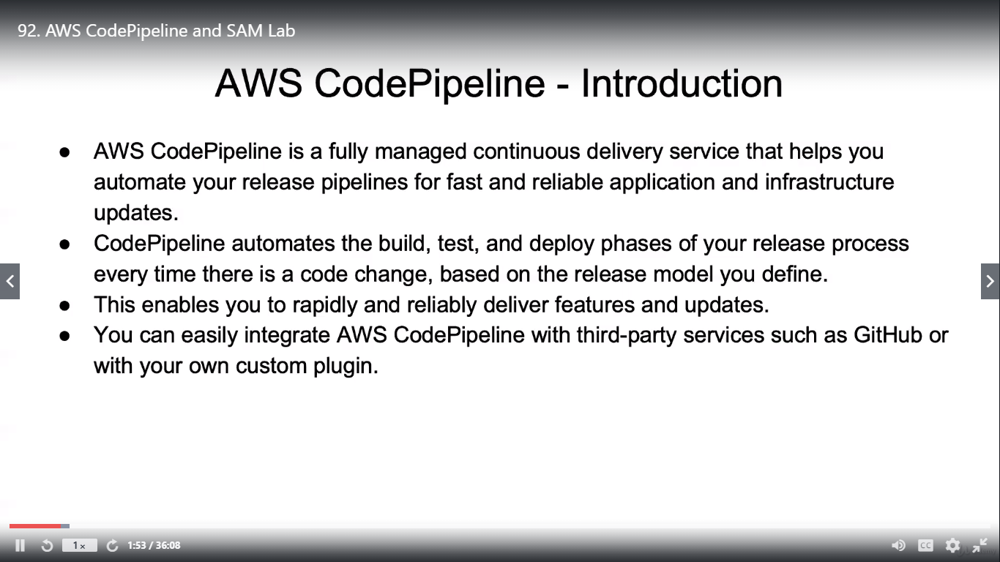 92. AWS CodePipeline and SAM Lab
AWS CodePipeline - Introduction
● AWS CodePipeline is a fully managed continuous delivery service that helps you
automate your release pipelines for fast and reliable application and infrastructure
updates.
● CodePipeline automates the build, test, and deploy phases of your release process
every time there is a code change, based on the release model you define.
● This enables you to rapidly and reliably deliver features and updates.
● You can easily integrate AWS CodePipeline with third-party services such as GitHub or
with your own custom plugin.
1x 1:53 / 36:08 CC